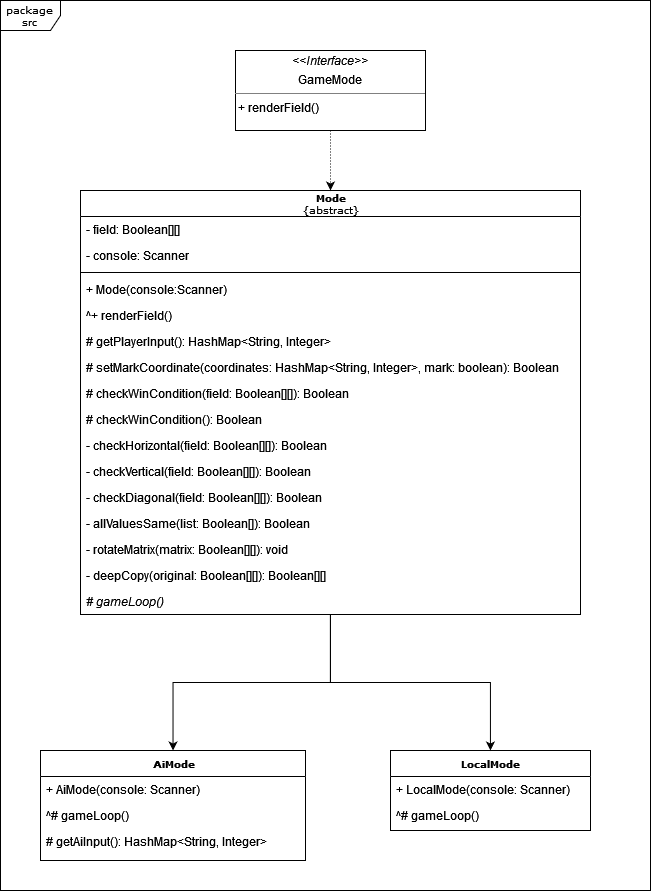 package
src
<<Interface>>
GameMode
+ renderField()
Mode
{abstract}
- field: Boolean[][]
- console: Scanner
+ Mode(console:Scanner)
^+ renderField()
# getPlayerInput(): HashMap<String, Integer>
# setMarkCoordinate(coordinates: HashMap<String, Integer>, mark: boolean): Boolean
# checkWinCondition(field: Boolean[][]): Boolean
# checkWinCondition(): Boolean
- checkHorizontal(field: Boolean[][]): Boolean
- checkVertical(field: Boolean[][]): Boolean
- checkDiagonal(field: Boolean[][]): Boolean
- allValuesSame(list: Boolean[]): Boolean
- rotateMatrix(matrix: Boolean[][]): void
- deepCopy(original: Boolean[][]): Boolean[][]
# gameLoop()
AiMode
+ AiMode(console: Scanner)
^# gameLoop()
# getAiInput(): HashMap<String, Integer>
LocalMode
+ LocalMode(console: Scanner)
^# gameLoop()